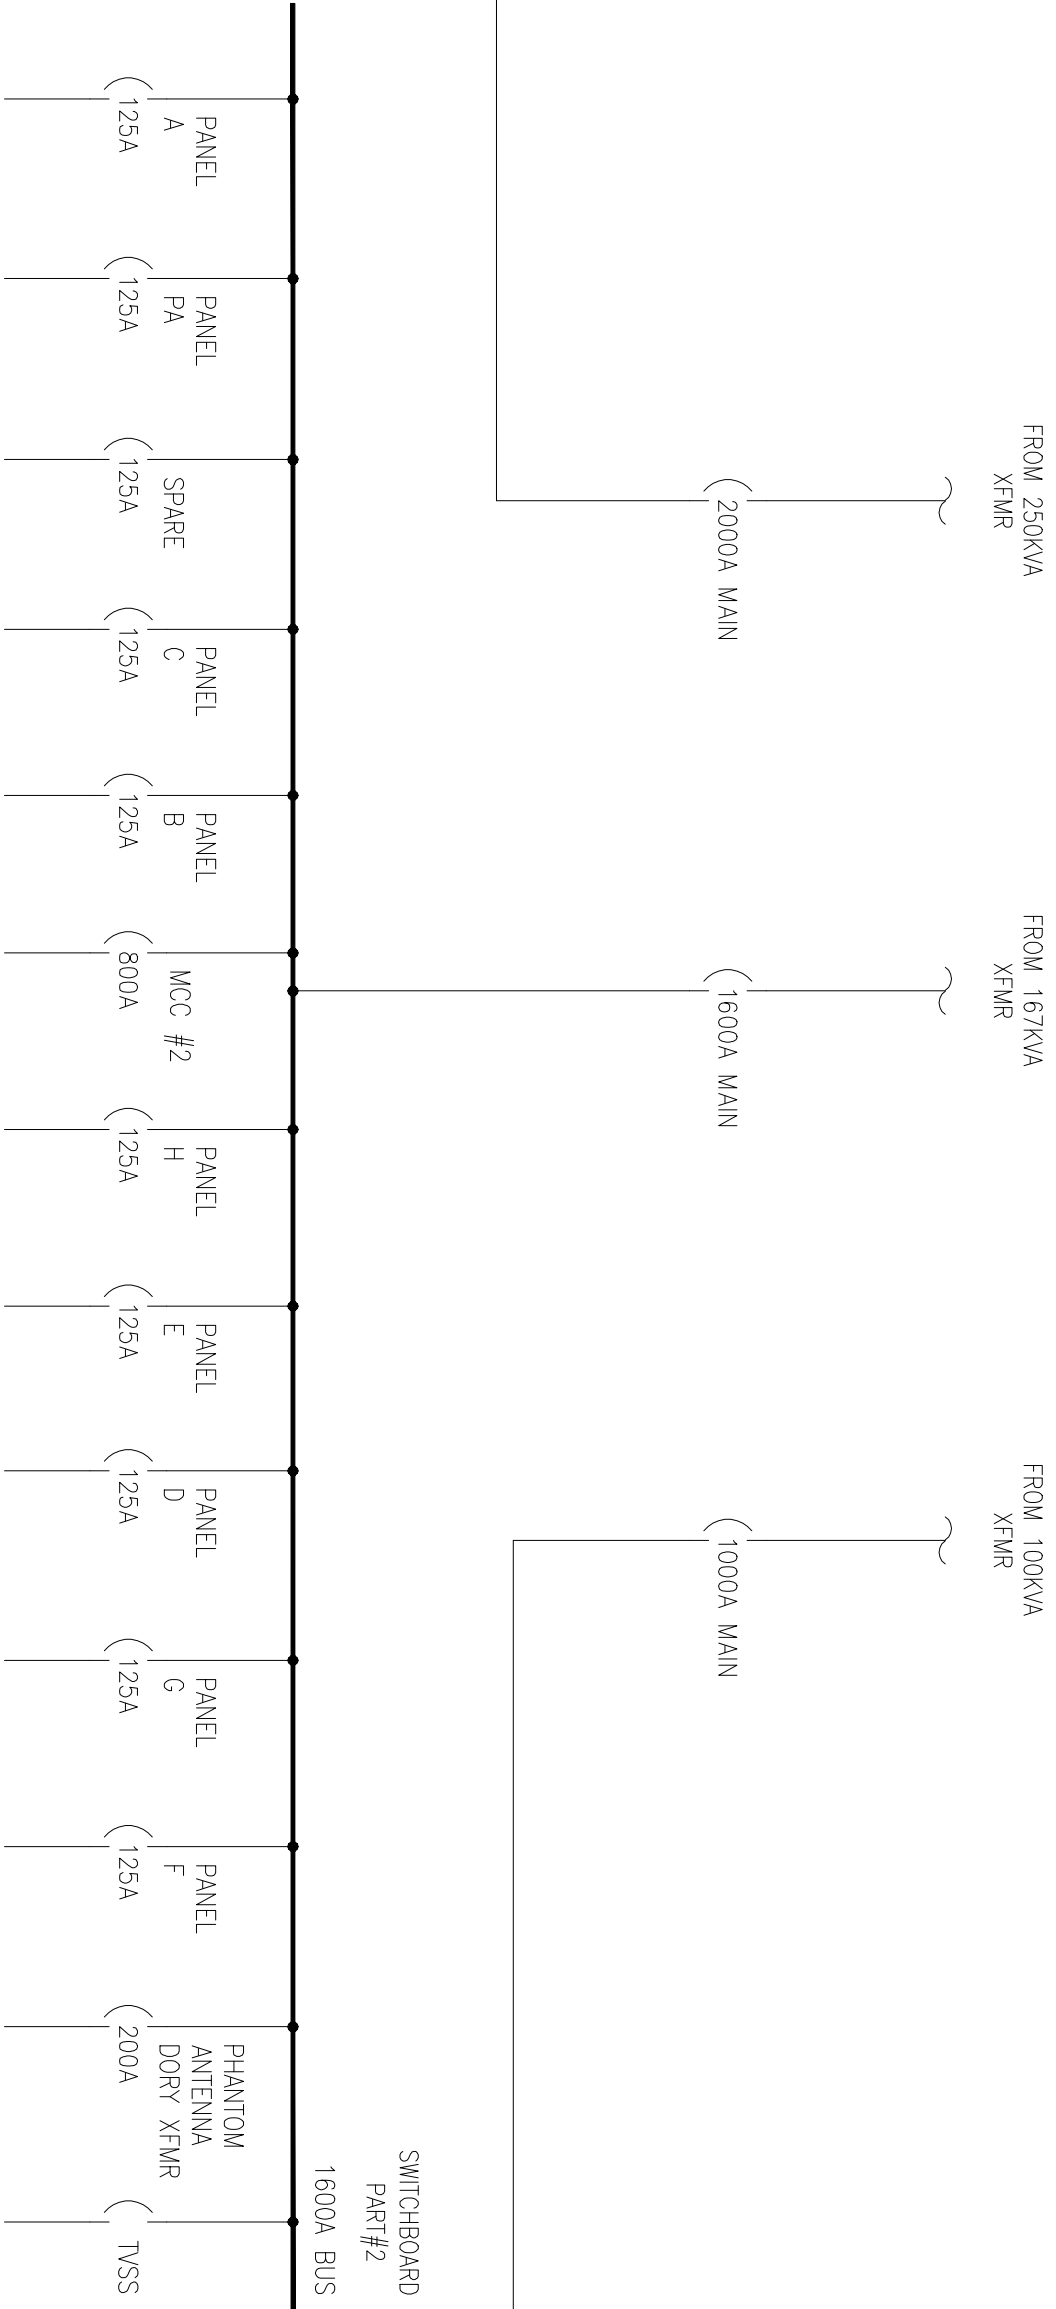 FROM 250KVA
XFMR
FROM 167KVA
XFMR
FROM 100KVA
XFMR
2000A MAIN
1600A MAIN
1000A MAIN
SWITCHBOARD
PART#2
1600A BUS
PANEL
A
125A
PANEL
PA
125A
SPARE
125A
PANEL
C
125A
PANEL
B
125A
MCC #2
800A
PANEL
H
125A
PANEL
E
125A
PANEL
D
125A
PANEL
G
125A
PANEL
F
125A
PHANTOM
ANTENNA
DORY XFMR
200A
TVSS